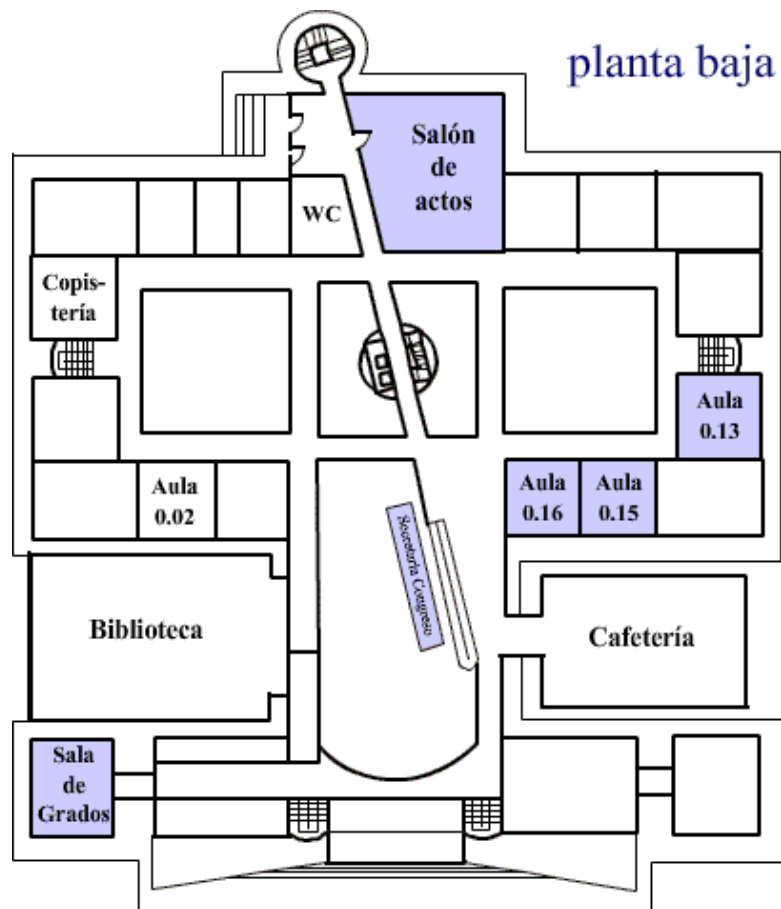 planta baja
Salón
de
actos
WC
Copis-
tería
Aula
0.13
Aula
0.02
Aula
0.16
Aula
0.15
Secretaría Congreso
Biblioteca
Cafetería
Sala
de
Grados